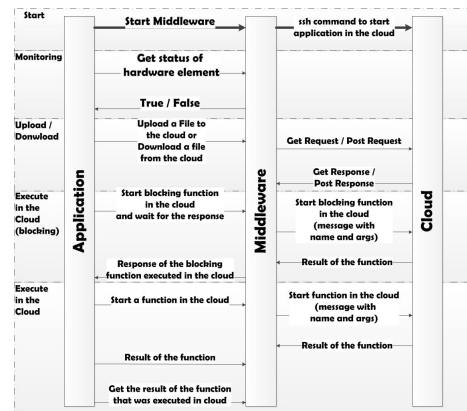 Start
Start Middleware
ssh command to start
application in the cloud
Monitoring
Get status of
hardware element
True / False
Upload /
Donwload
Upload a File to
the cloud or
Download a file
from the cloud
Get Request / Post Request
Get Response /
Post Response
Execute
in the
Cloud
(blocking)
Start blocking function
in the cloud
and wait for the response
Start blocking function
in the cloud
(message with
name and args)
Result of the function
Response of the blocking
function executed in the cloud
Application
Middleware
Cloud
Execute
in the
Cloud
Start a function in the cloud
Start function in the cloud
(message with
name and args)
Result of the function
Result of the function
Get the result of the function
that was executed in cloud